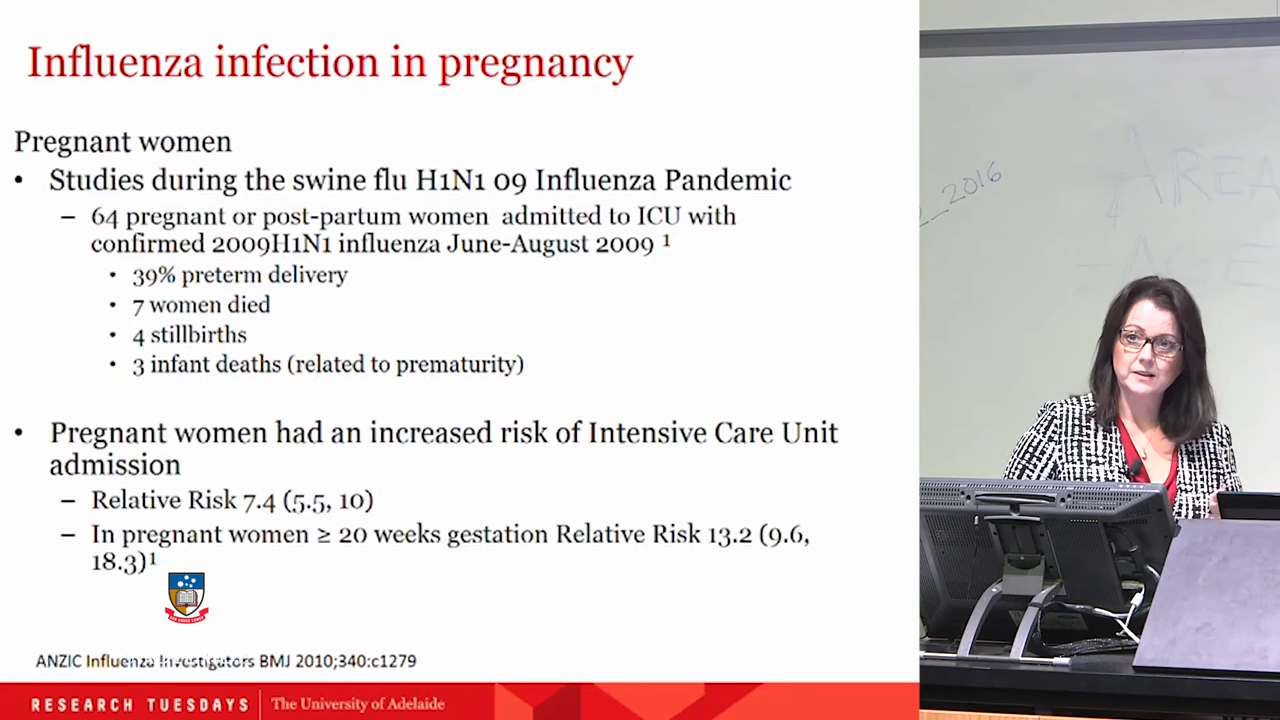 Influenza infection in pregnancy
Pregnant women
• Studies during the swine flu H1N1 09 Influenza Pandemic
– 64 pregnant or post-partum women admitted to ICU with
confirmed 2009H1N1 influenza June-August 2009 ¹
• 39% preterm delivery
• 7 women died
• 4 stillbirths
• 3 infant deaths (related to prematurity)
• Pregnant women had an increased risk of Intensive Care Unit
admission
– Relative Risk 7.4 (5.5, 10)
– In pregnant women ≥ 20 weeks gestation Relative Risk 13.2 (9.6,
18.3)¹
ANZIC Influenza Investigators BMJ 2010;340:c1279
RESEARCH TUESDAYS The University of Adelaide
2016
AREA
AGE